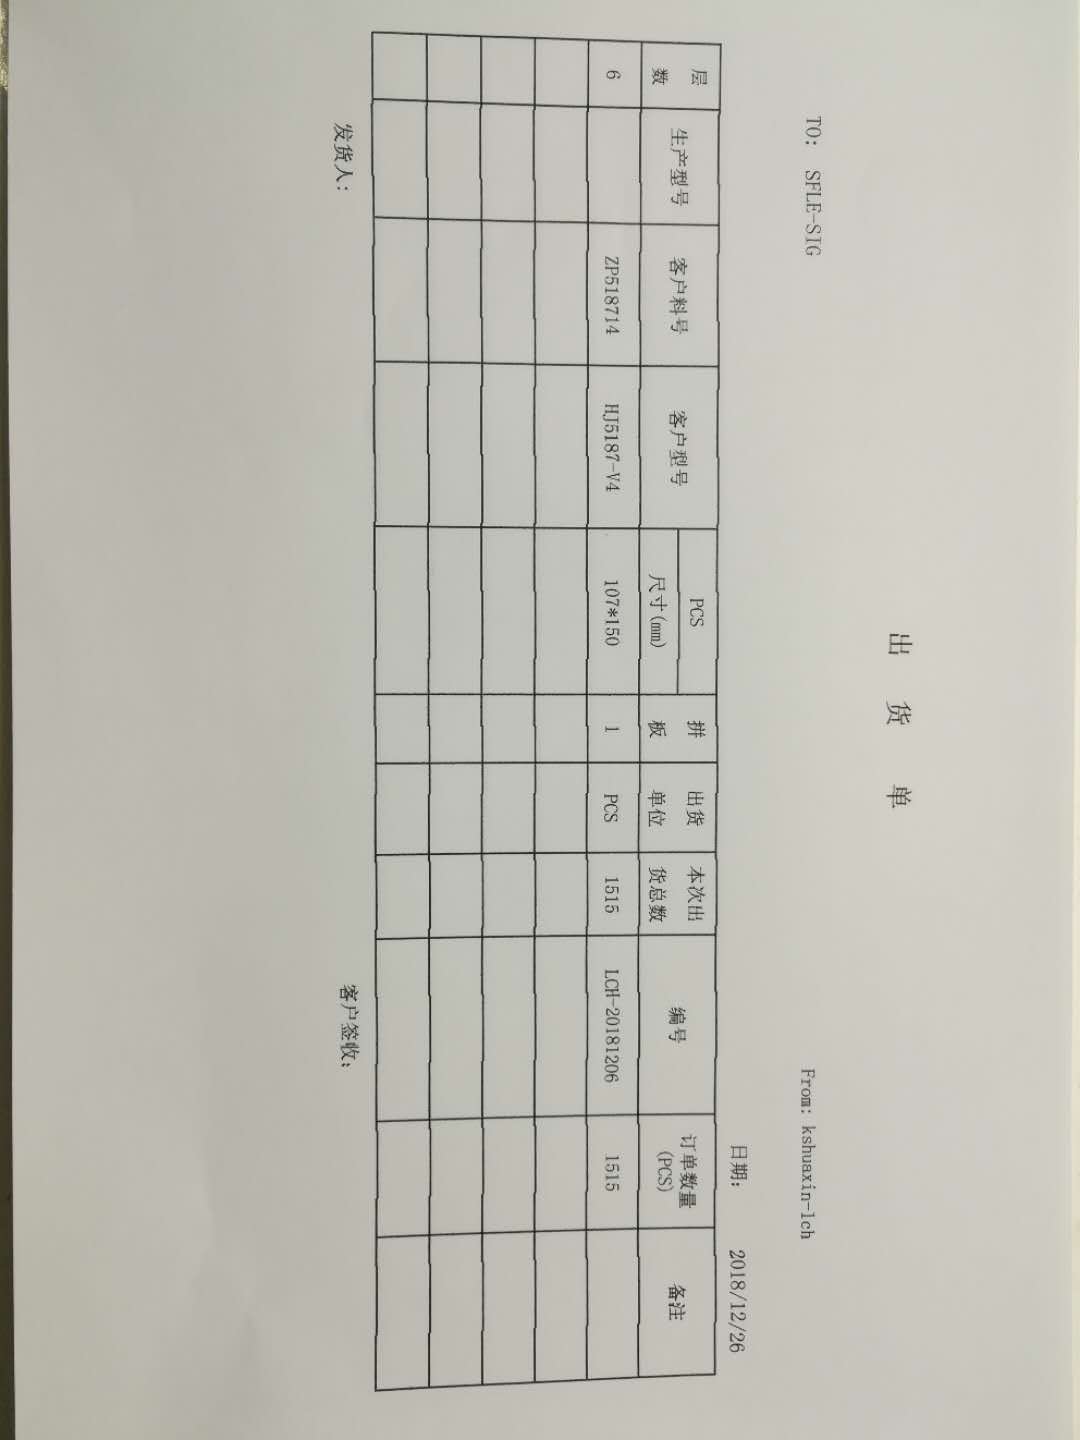 出 货 单
TO: SFLE-SIG From: kshuaxin-lch
日期: 2018/12/26
层数 生产型号 客户料号 客户型号 PCS 尺寸(mm) 拼板 出货单位 本次出货总数 编号 订单数量(PCS) 备注
6 ZP518714 HJ5187-V4 107*150 1 PCS 1515 LCH-20181206 1515
发货人: 客户签收: